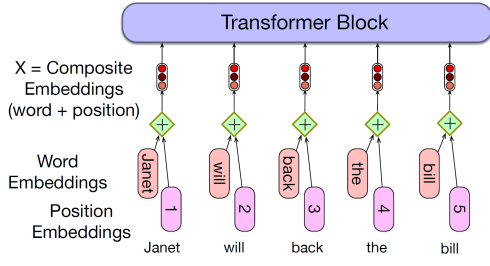 Transformer Block
X = Composite
Embeddings
(word + position)
+ + + + +
Word
Embeddings
Janet will back the bill
Position
Embeddings
1 2 3 4 5
Janet will back the bill